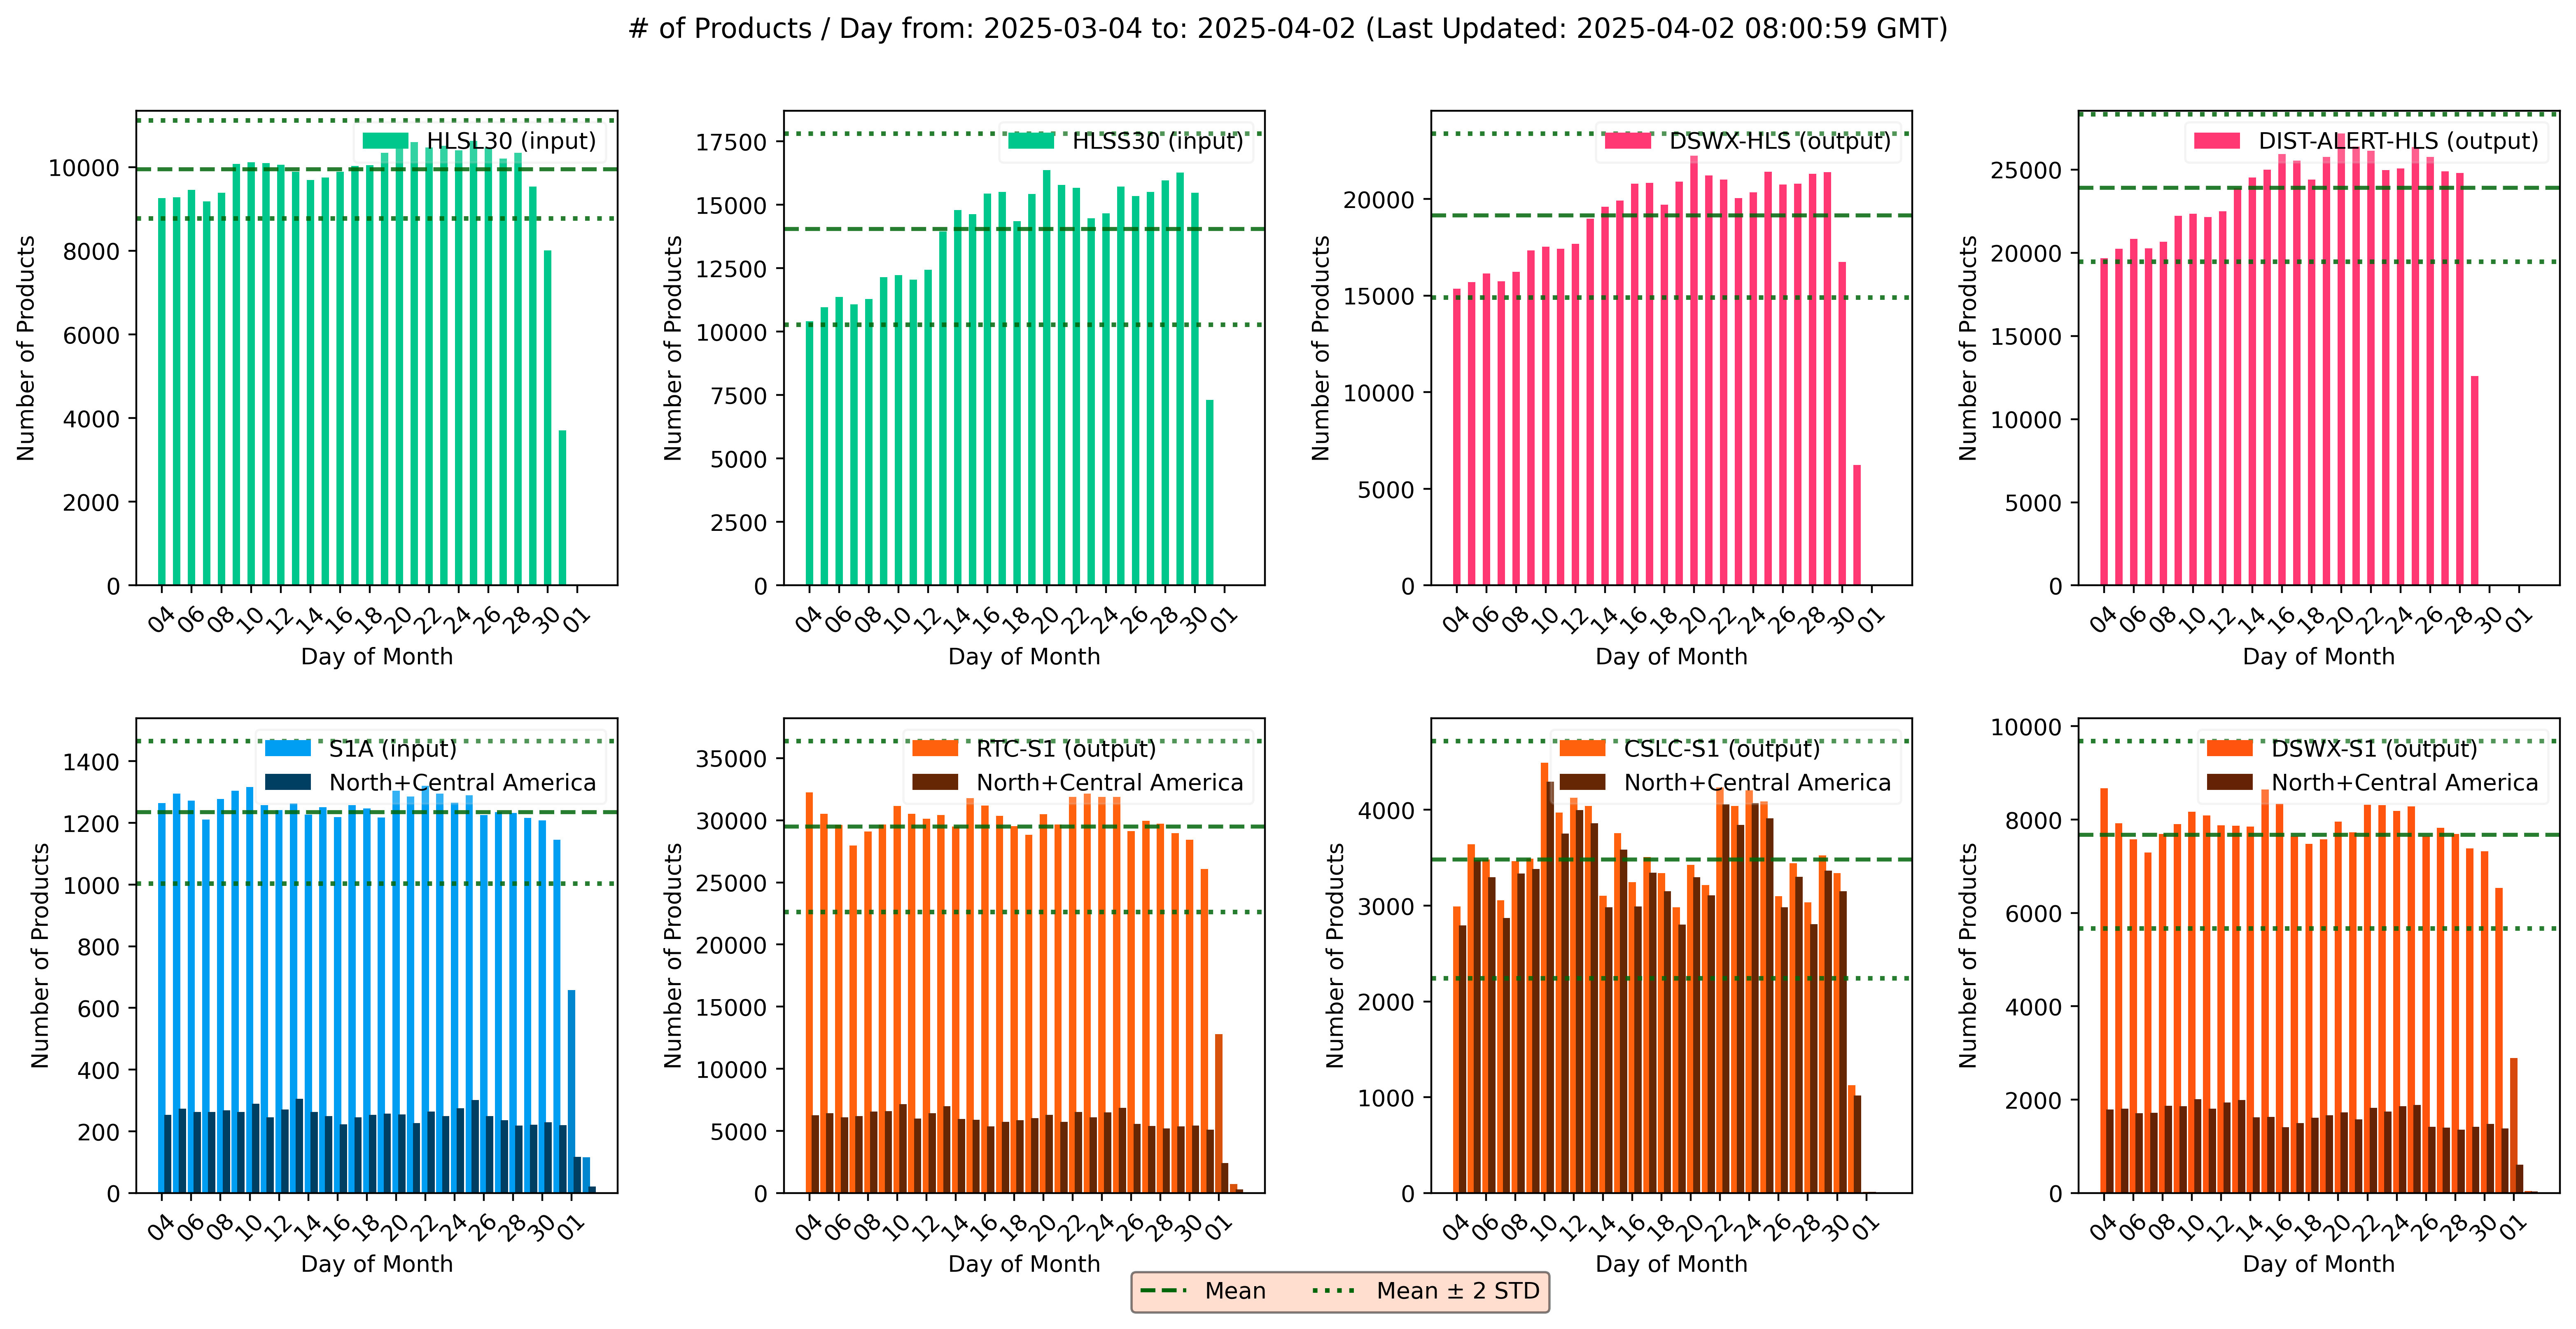 # of Products / Day from: 2025-03-04 to: 2025-04-02 (Last Updated: 2025-04-02 08:00:59 GMT)
HLSL30 (input)
Number of Products
10000
8000
6000
4000
2000
0
04 06 08 10 12 14 16 18 20 22 24 26 28 30 01
Day of Month
HLSS30 (input)
Number of Products
17500
15000
12500
10000
7500
5000
2500
0
04 06 08 10 12 14 16 18 20 22 24 26 28 30 01
Day of Month
DSWX-HLS (output)
Number of Products
20000
15000
10000
5000
0
04 06 08 10 12 14 16 18 20 22 24 26 28 30 01
Day of Month
DIST-ALERT-HLS (output)
Number of Products
25000
20000
15000
10000
5000
0
04 06 08 10 12 14 16 18 20 22 24 26 28 30 01
Day of Month
S1A (input)
North+Central America
Number of Products
1400
1200
1000
800
600
400
200
0
04 06 08 10 12 14 16 18 20 22 24 26 28 30 01
Day of Month
RTC-S1 (output)
North+Central America
Number of Products
35000
30000
25000
20000
15000
10000
5000
0
04 06 08 10 12 14 16 18 20 22 24 26 28 30 01
Day of Month
CSLC-S1 (output)
North+Central America
Number of Products
4000
3000
2000
1000
0
04 06 08 10 12 14 16 18 20 22 24 26 28 30 01
Day of Month
DSWX-S1 (output)
North+Central America
Number of Products
10000
8000
6000
4000
2000
0
04 06 08 10 12 14 16 18 20 22 24 26 28 30 01
Day of Month
Mean
Mean ± 2 STD